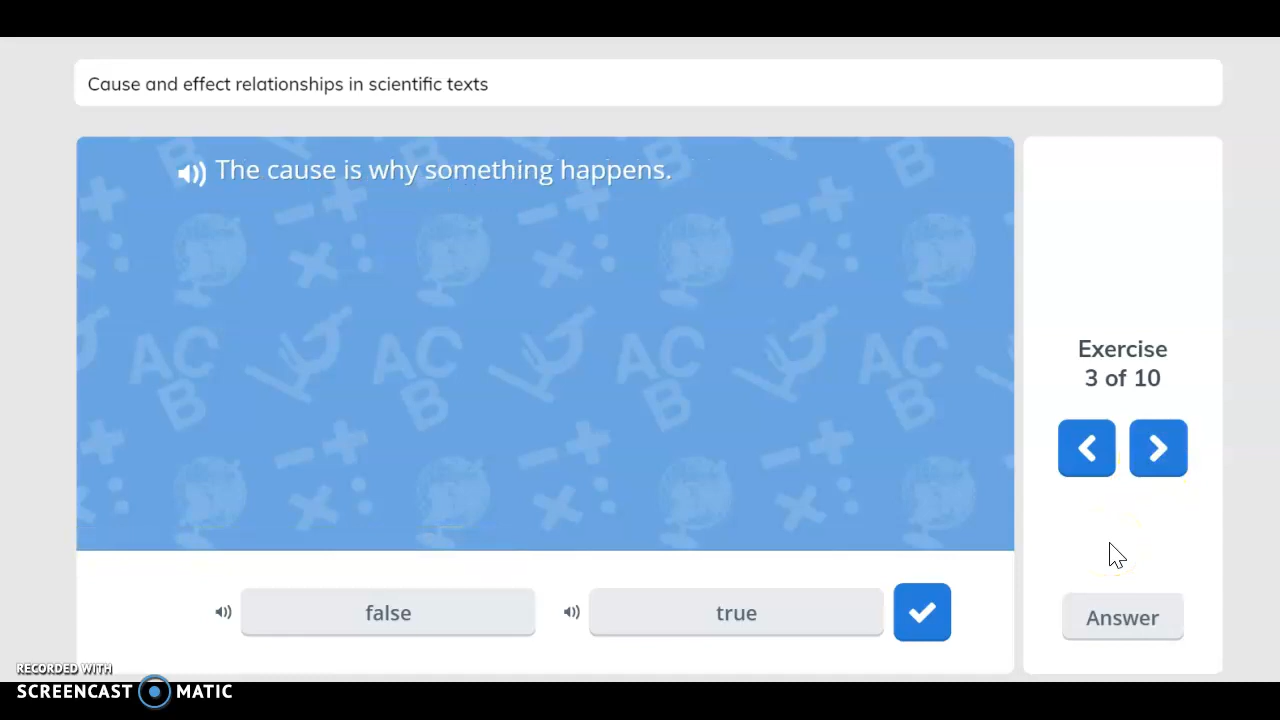 Cause and effect relationships in scientific texts
The cause is why something happens.
Exercise
3 of 10
false
true
Answer
RECORDED WITH
SCREENCAST MATIC